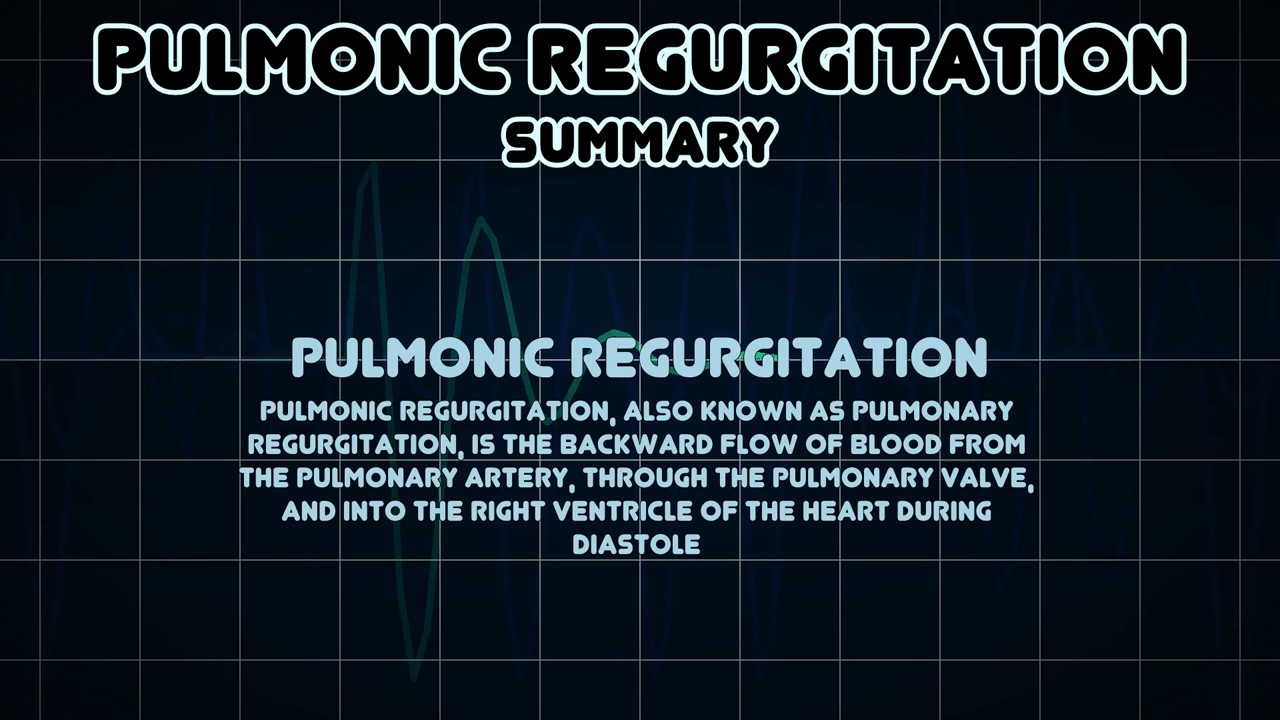 PULMONIC REGURGITATION
SUMMARY
PULMONIC REGURGITATION
PULMONIC REGURGITATION, ALSO KNOWN AS PULMONARY
REGURGITATION, IS THE BACKWARD FLOW OF BLOOD FROM
THE PULMONARY ARTERY, THROUGH THE PULMONARY VALVE,
AND INTO THE RIGHT VENTRICLE OF THE HEART DURING
DIASTOLE